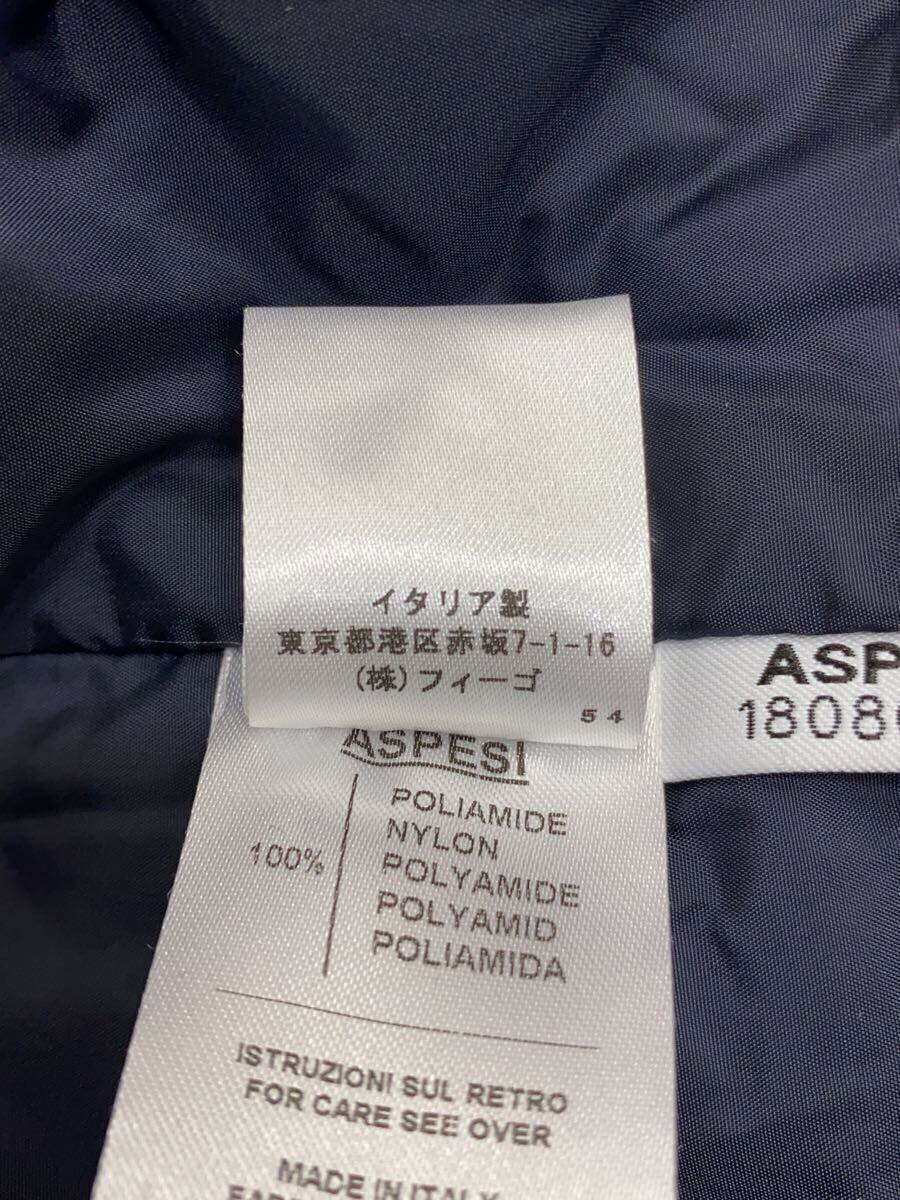 イタリア製
東京都港区赤坂7-1-16
(株)フィーゴ
54
ASPESI
100%
POLIAMIDE
NYLON
POLYAMIDE
POLYAMID
POLIAMIDA
ISTRUZIONI SUL RETRO
FOR CARE SEE OVER
MADE IN ITALY
ASP
1808